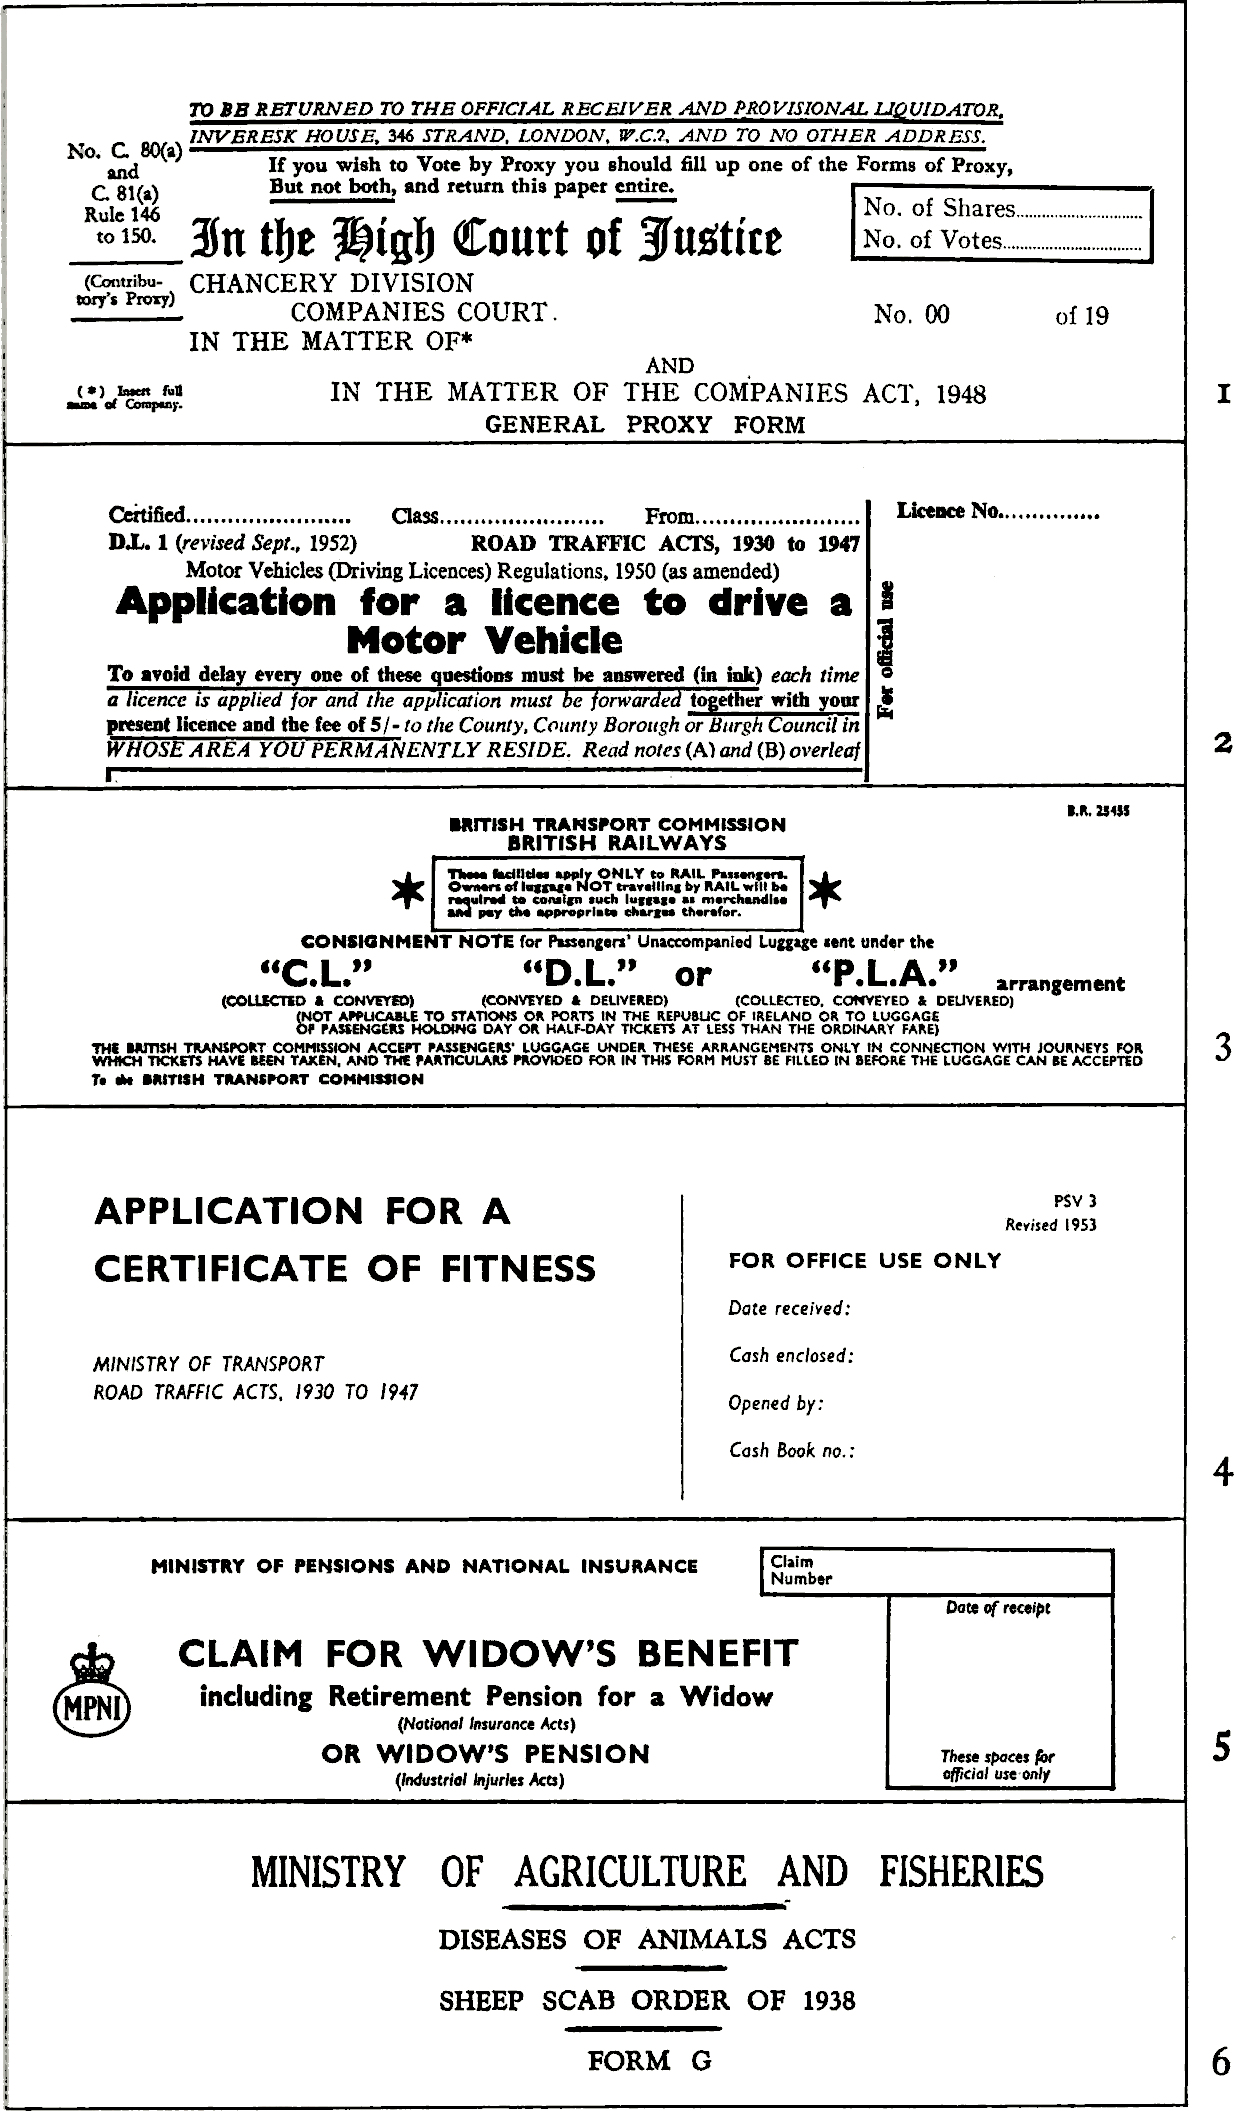 TO BE RETURNED TO THE OFFICIAL RECEIVER AND PROVISIONAL LIQUIDATOR,
INVERESK HOUSE, 346 STRAND, LONDON, W.C.2, AND TO NO OTHER ADDRESS.
No. C. 80(a)
and
C. 81(a)
Rule 146
to 150.
(Contribu-
tory's Proxy)
If you wish to Vote by Proxy you should fill up one of the Forms of Proxy,
But not both, and return this paper entire.
No. of Shares..............................
No. of Votes..............................
In the High Court of Justice
CHANCERY DIVISION
COMPANIES COURT.
No. 00 of 19
IN THE MATTER OF*
AND
(*) Insert full
name of Company.
IN THE MATTER OF THE COMPANIES ACT, 1948
GENERAL PROXY FORM
1
Certified........................ Class........................ From........................
Licence No...............
D.L. 1 (revised Sept., 1952) ROAD TRAFFIC ACTS, 1930 to 1947
Motor Vehicles (Driving Licences) Regulations, 1950 (as amended)
Application for a licence to drive a
Motor Vehicle
For official use
To avoid delay every one of these questions must be answered (in ink) each time
a licence is applied for and the application must be forwarded together with your
present licence and the fee of 5/- to the County, County Borough or Burgh Council in
WHOSE AREA YOU PERMANENTLY RESIDE. Read notes (A) and (B) overleaf
2
B.R. 25455
BRITISH TRANSPORT COMMISSION
BRITISH RAILWAYS
* These facilities apply ONLY to RAIL Passengers. *
Owners of luggage NOT travelling by RAIL will be
required to consign such luggage as merchandise
and pay the appropriate charges therefor.
CONSIGNMENT NOTE for Passengers' Unaccompanied Luggage sent under the
“C.L.” “D.L.” or “P.L.A.” arrangement
(COLLECTED & CONVEYED) (CONVEYED & DELIVERED) (COLLECTED, CONVEYED & DELIVERED)
(NOT APPLICABLE TO STATIONS OR PORTS IN THE REPUBLIC OF IRELAND OR TO LUGGAGE
OF PASSENGERS HOLDING DAY OR HALF-DAY TICKETS AT LESS THAN THE ORDINARY FARE)
THE BRITISH TRANSPORT COMMISSION ACCEPT PASSENGERS' LUGGAGE UNDER THESE ARRANGEMENTS ONLY IN CONNECTION WITH JOURNEYS FOR
WHICH TICKETS HAVE BEEN TAKEN, AND THE PARTICULARS PROVIDED FOR IN THIS FORM MUST BE FILLED IN BEFORE THE LUGGAGE CAN BE ACCEPTED
To the BRITISH TRANSPORT COMMISSION
3
APPLICATION FOR A
CERTIFICATE OF FITNESS
MINISTRY OF TRANSPORT
ROAD TRAFFIC ACTS, 1930 TO 1947
PSV 3
Revised 1953
FOR OFFICE USE ONLY
Date received:
Cash enclosed:
Opened by:
Cash Book no.:
4
MINISTRY OF PENSIONS AND NATIONAL INSURANCE
Claim
Number
Date of receipt
MPNI
CLAIM FOR WIDOW'S BENEFIT
including Retirement Pension for a Widow
(National Insurance Acts)
OR WIDOW'S PENSION
(Industrial Injuries Acts)
These spaces for
official use only
5
MINISTRY OF AGRICULTURE AND FISHERIES
DISEASES OF ANIMALS ACTS
SHEEP SCAB ORDER OF 1938
FORM G
6